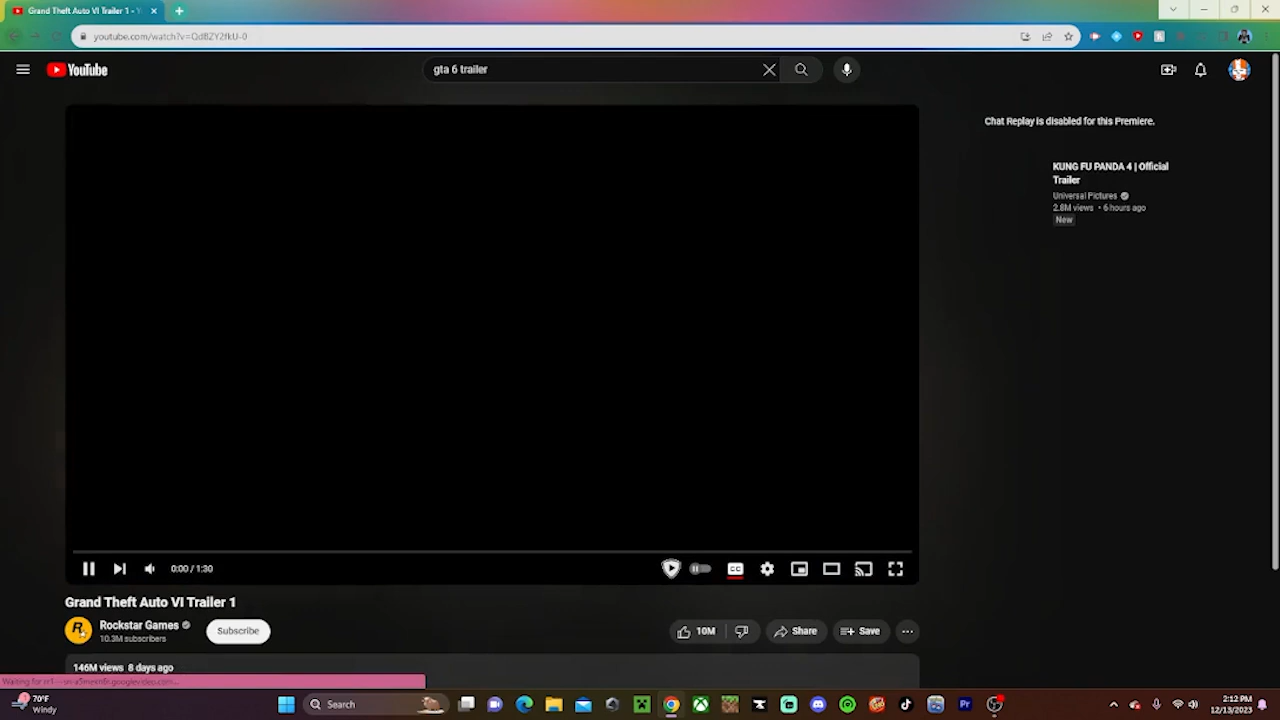 Grand Theft Auto VI Trailer 1 - Y
youtube.com/watch?v=QdBZY2fkU-0
YouTube
gta 6 trailer
Chat Replay is disabled for this Premiere.
KUNG FU PANDA 4 | Official
Trailer
Universal Pictures
2.8M views • 6 hours ago
New
0:00 / 1:30
CC
Grand Theft Auto VI Trailer 1
R
Rockstar Games
10.3M subscribers
Subscribe
10M
Share
Save
146M views 8 days ago
70°F
Windy
Search
2:12 PM
12/13/2023